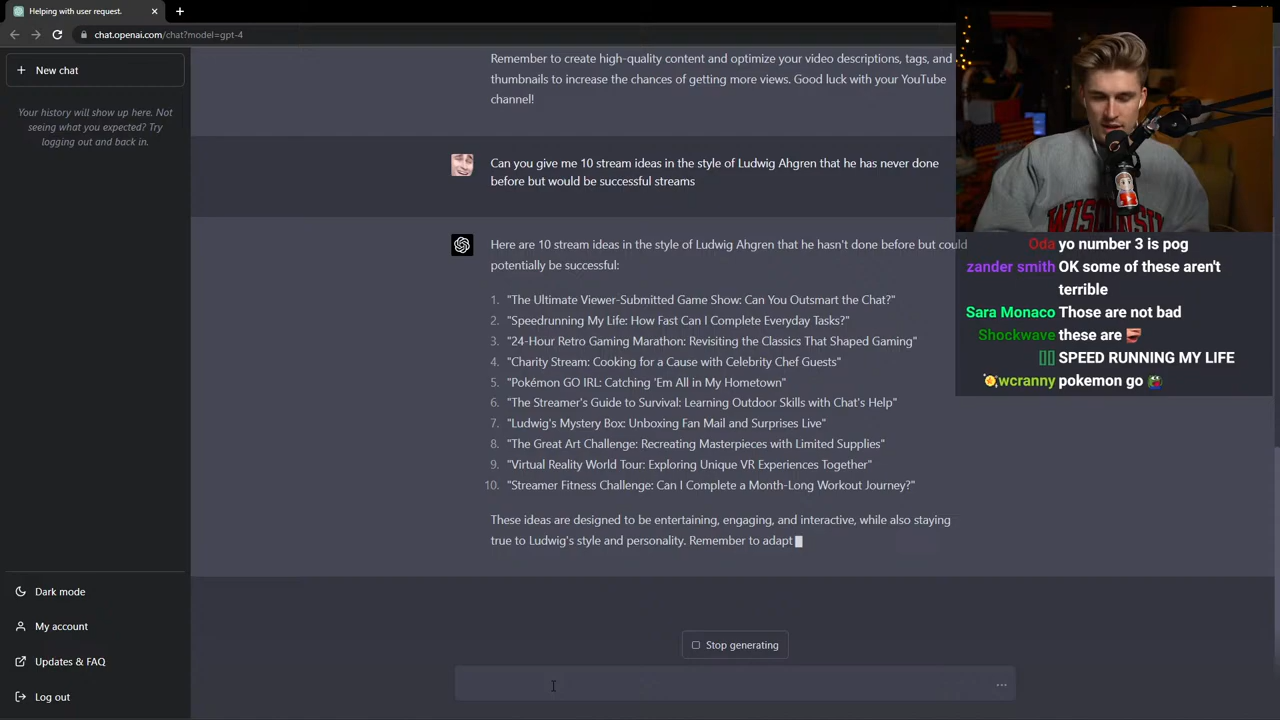 Helping with user request.
chat.openai.com/chat?model=gpt-4
New chat
Your history will show up here. Not
seeing what you expected? Try
logging out and back in.
Dark mode
My account
Updates & FAQ
Log out
Remember to create high-quality content and optimize your video descriptions, tags, and
thumbnails to increase the chances of getting more views. Good luck with your YouTube
channel!
Can you give me 10 stream ideas in the style of Ludwig Ahgren that he has never done
before but would be successful streams
Here are 10 stream ideas in the style of Ludwig Ahgren that he hasn't done before but could
potentially be successful:
1. "The Ultimate Viewer-Submitted Game Show: Can You Outsmart the Chat?"
2. "Speedrunning My Life: How Fast Can I Complete Everyday Tasks?"
3. "24-Hour Retro Gaming Marathon: Revisiting the Classics That Shaped Gaming"
4. "Charity Stream: Cooking for a Cause with Celebrity Chef Guests"
5. "Pokémon GO IRL: Catching 'Em All in My Hometown"
6. "The Streamer's Guide to Survival: Learning Outdoor Skills with Chat's Help"
7. "Ludwig's Mystery Box: Unboxing Fan Mail and Surprises Live"
8. "The Great Art Challenge: Recreating Masterpieces with Limited Supplies"
9. "Virtual Reality World Tour: Exploring Unique VR Experiences Together"
10. "Streamer Fitness Challenge: Can I Complete a Month-Long Workout Journey?"
These ideas are designed to be entertaining, engaging, and interactive, while also staying
true to Ludwig's style and personality. Remember to adapt
Stop generating
WISCONSIN
Oda yo number 3 is pog
zander smith OK some of these aren't
terrible
Sara Monaco Those are not bad
Shockwave these are
SPEED RUNNING MY LIFE
wcranny pokemon go